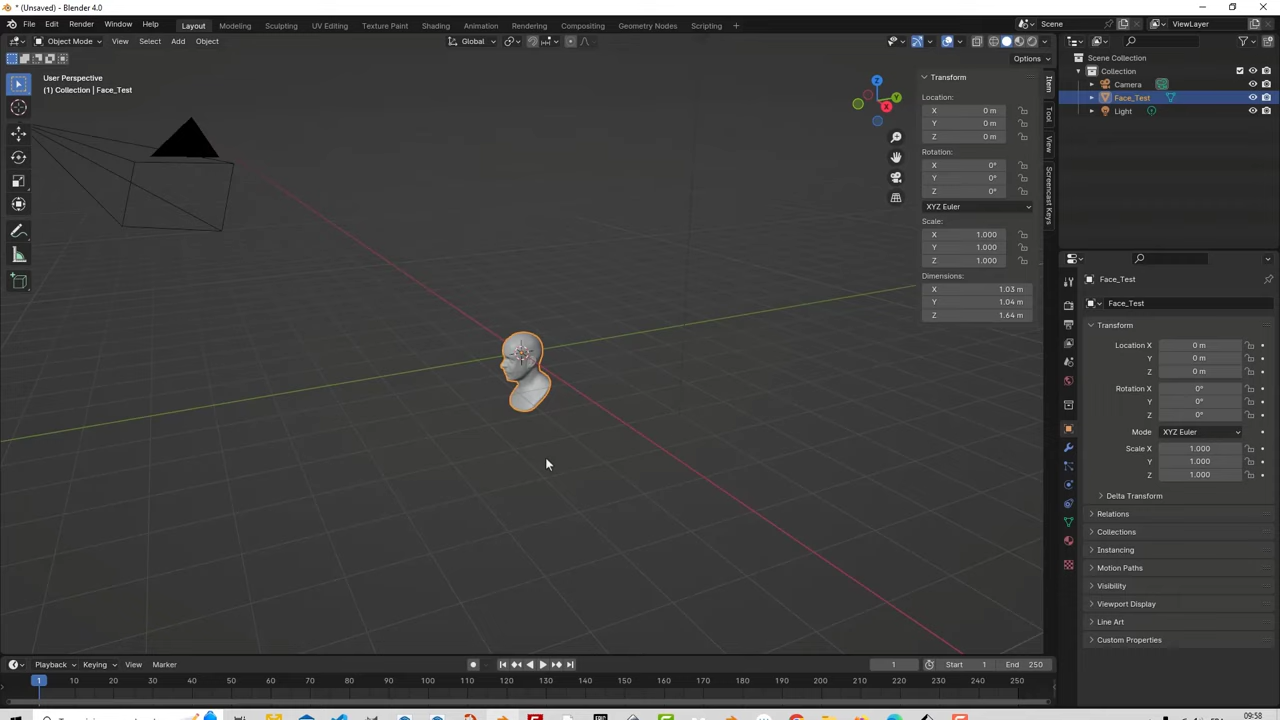 * (Unsaved) - Blender 4.0
File Edit Render Window Help Layout Modeling Sculpting UV Editing Texture Paint Shading Animation Rendering Compositing Geometry Nodes Scripting + Scene ViewLayer
Object Mode View Select Add Object Global
Options
User Perspective
(1) Collection | Face_Test
Z
Y
X
Transform
Location:
X 0 m
Y 0 m
Z 0 m
Rotation:
X 0°
Y 0°
Z 0°
XYZ Euler
Scale:
X 1.000
Y 1.000
Z 1.000
Dimensions:
X 1.03 m
Y 1.04 m
Z 1.64 m
Item
Tool
View
Screencast Keys
Scene Collection
Collection
Camera
Face_Test
Light
Face_Test
Face_Test
Transform
Location X 0 m
Y 0 m
Z 0 m
Rotation X 0°
Y 0°
Z 0°
Mode XYZ Euler
Scale X 1.000
Y 1.000
Z 1.000
Delta Transform
Relations
Collections
Instancing
Motion Paths
Visibility
Viewport Display
Line Art
Custom Properties
Playback Keying View Marker 1 Start 1 End 250
1 10 20 30 40 50 60 70 80 90 100 110 120 130 140 150 160 170 180 190 200 210 220 230 240 250
09:58